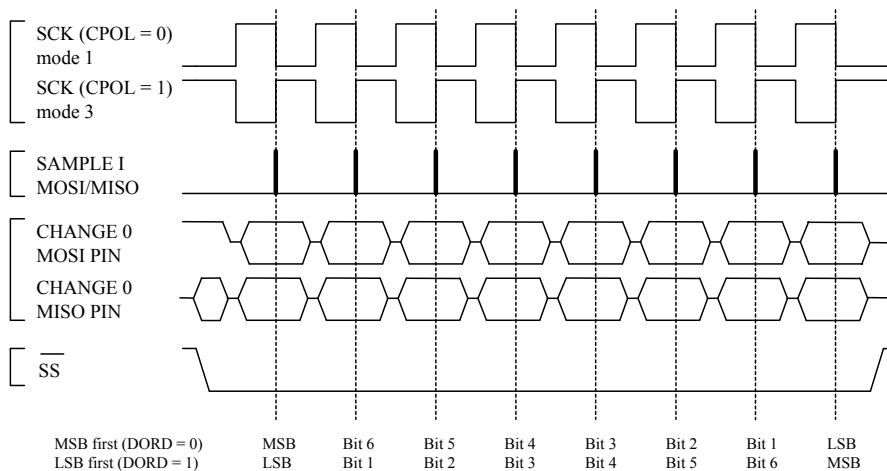 SCK (CPOL = 0)
mode 1
SCK (CPOL = 1)
mode 3
SAMPLE I
MOSI/MISO
CHANGE 0
MOSI PIN
CHANGE 0
MISO PIN
SS
MSB first (DORD = 0) MSB Bit 6 Bit 5 Bit 4 Bit 3 Bit 2 Bit 1 LSB
LSB first (DORD = 1) LSB Bit 1 Bit 2 Bit 3 Bit 4 Bit 5 Bit 6 MSB